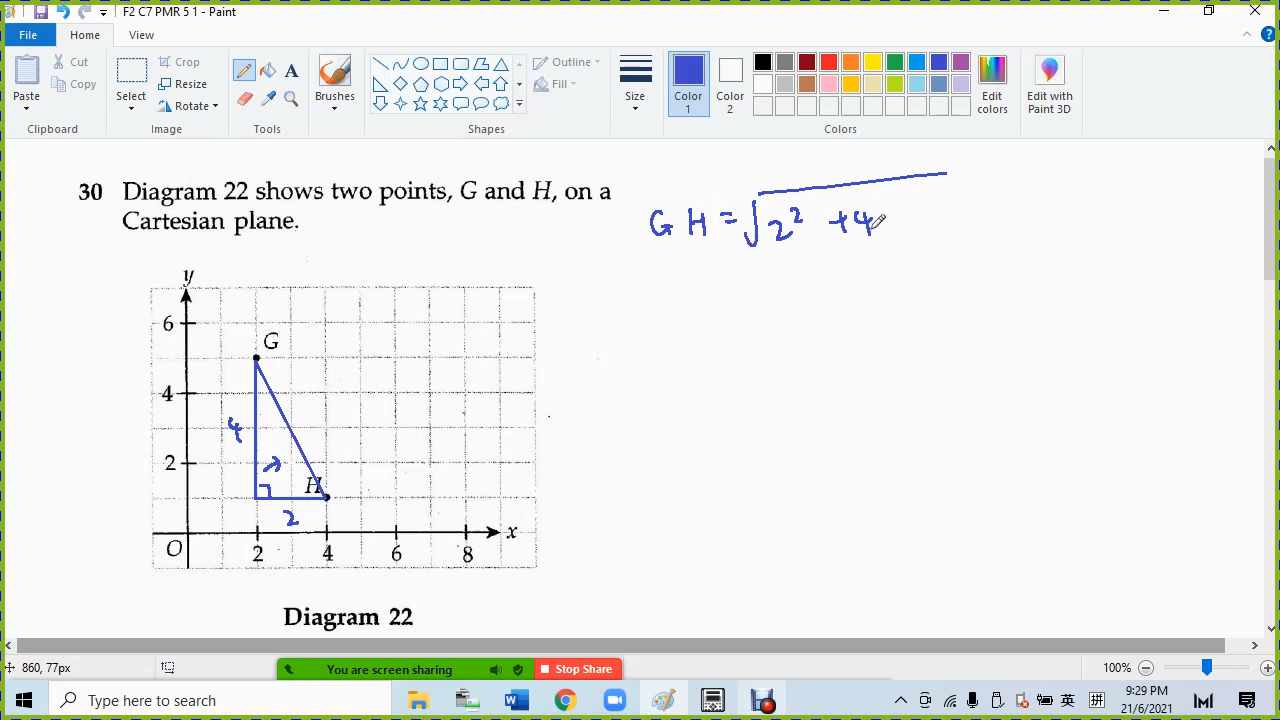 F2 C7 PMR 5 1 - Paint
File Home View
Paste Cut Copy Clipboard
Select Crop Resize Rotate Image
Tools
Brushes
Shapes Outline Fill
Size
Color 1 Color 2 Edit colors Colors
Edit with Paint 3D
30 Diagram 22 shows two points, G and H, on a
Cartesian plane.
GH = √2² + 4
y
6
G
4
4
2
H
2
O 2 4 6 8 x
Diagram 22
860, 77px 100%
You are screen sharing Stop Share
Type here to search
英 拼
9:29 PM
21/6/2021